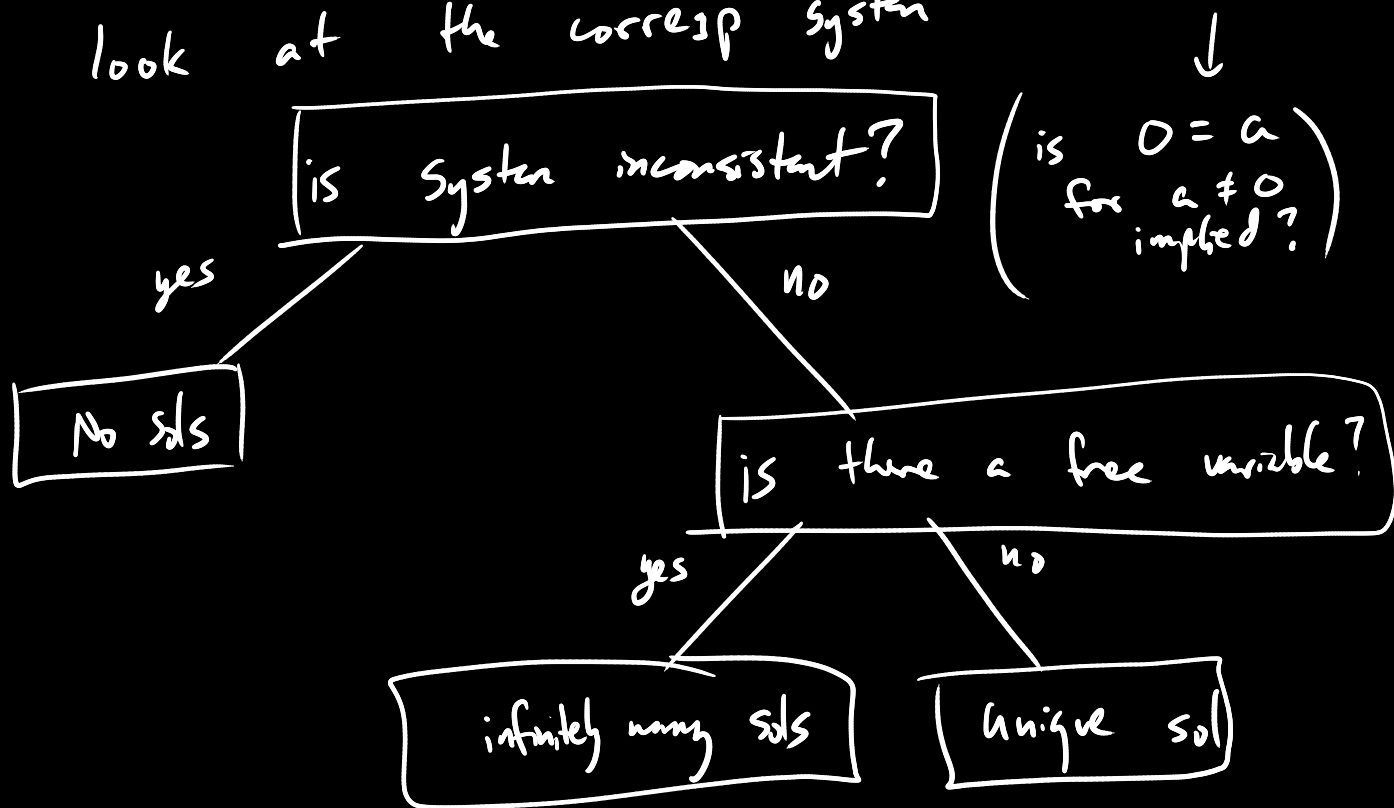 look at the corresp system
is system inconsistent?
(is 0 = a
for a ≠ 0
implied?)
yes
no
No sols
is there a free variable?
yes
no
infinitely many sols
unique sol